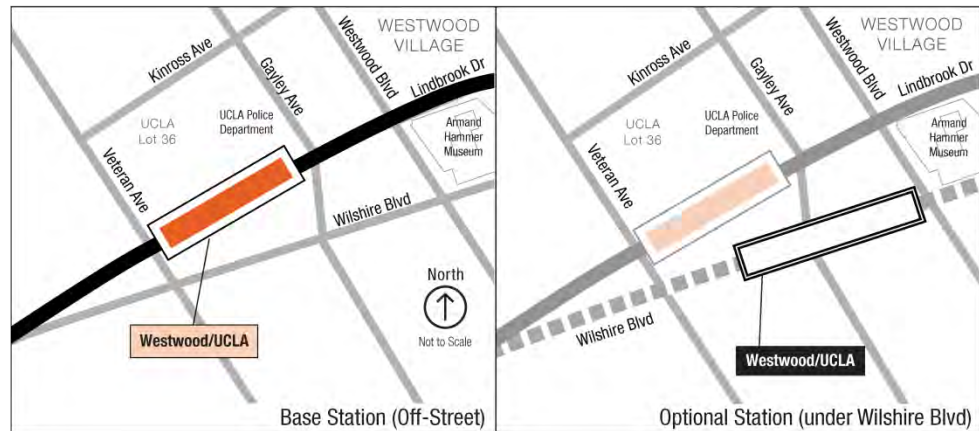 WESTWOOD
VILLAGE
Kinross Ave
Gayley Ave
Westwood Blvd
Lindbrook Dr
UCLA
Lot 36
UCLA Police
Department
Armand
Hammer
Museum
Veteran Ave
Wilshire Blvd
North
Not to Scale
Westwood/UCLA
Base Station (Off-Street)
WESTWOOD
VILLAGE
Kinross Ave
Gayley Ave
Westwood Blvd
Lindbrook Dr
UCLA
Lot 36
UCLA Police
Department
Armand
Hammer
Museum
Veteran Ave
Wilshire Blvd
Westwood/UCLA
Optional Station (under Wilshire Blvd)